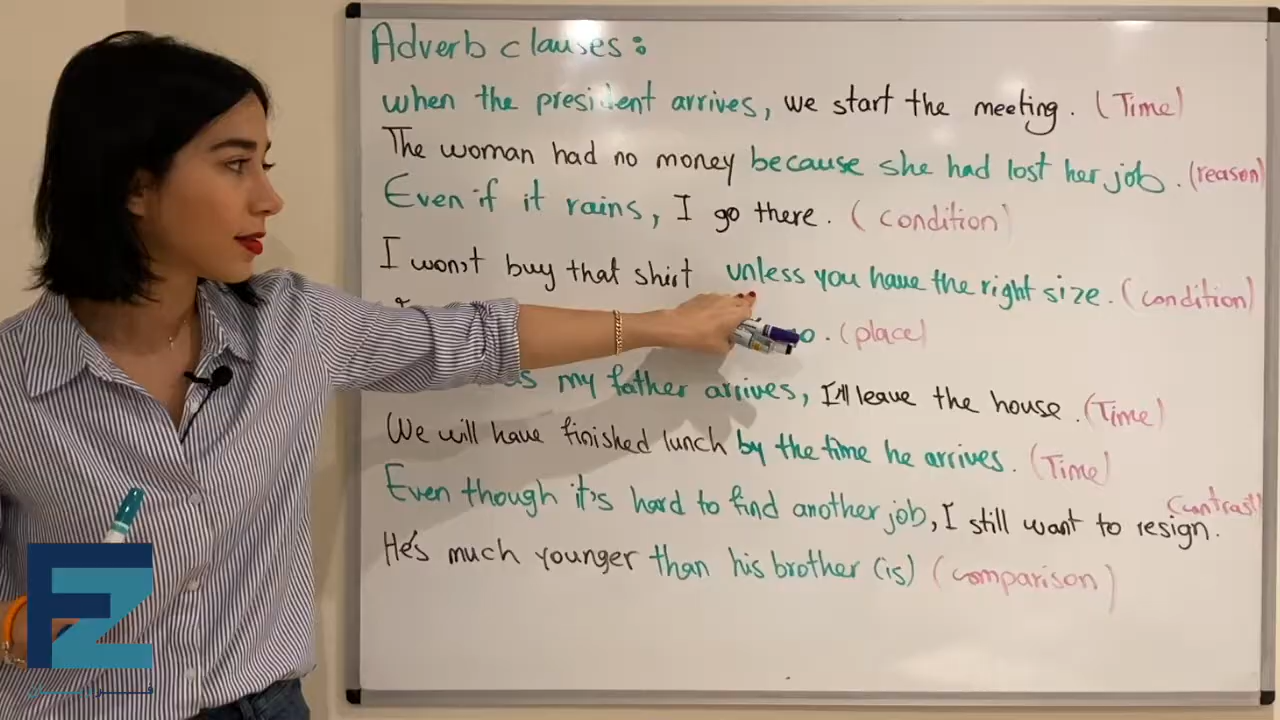 Adverb clauses:
when the president arrives, we start the meeting. (Time)
The woman had no money because she had lost her job. (reason)
Even if it rains, I go there. (condition)
I won't buy that shirt unless you have the right size. (condition)
o. (place)
as my father arrives, I'll leave the house. (Time)
We will have finished lunch by the time he arrives. (Time)
Even though it's hard to find another job, I still want to resign. (contrast)
He's much younger than his brother (is) (comparison)
FZ